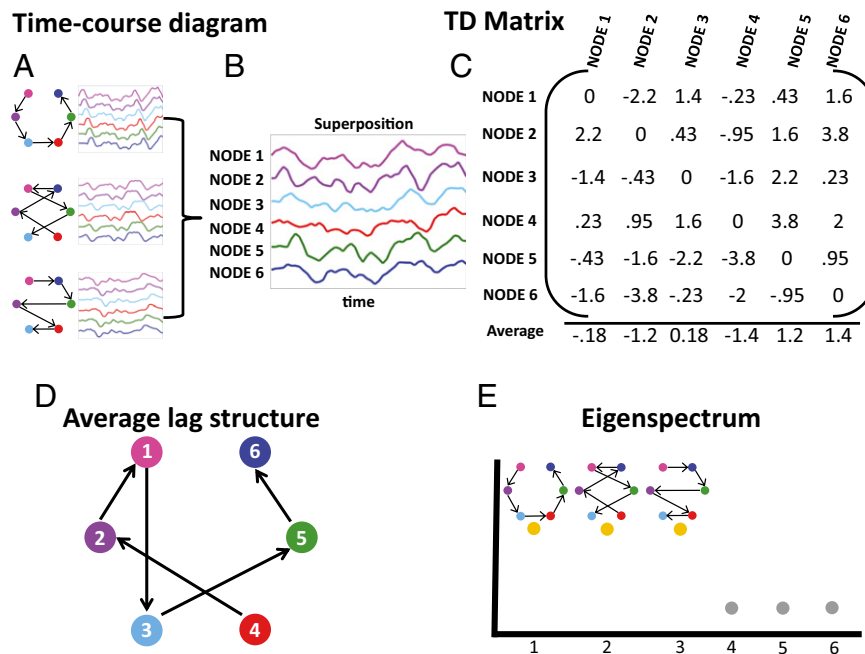 Time-course diagram
TD Matrix
A
B
C
NODE 1 NODE 2 NODE 3 NODE 4 NODE 5 NODE 6
Superposition
NODE 1
NODE 2
NODE 3
NODE 4
NODE 5
NODE 6
time
NODE 1 0 -2.2 1.4 -.23 .43 1.6
NODE 2 2.2 0 .43 -.95 1.6 3.8
NODE 3 -1.4 -.43 0 -1.6 2.2 .23
NODE 4 .23 .95 1.6 0 3.8 2
NODE 5 -.43 -1.6 -2.2 -3.8 0 .95
NODE 6 -1.6 -3.8 -.23 -2 -.95 0
Average -.18 -1.2 0.18 -1.4 1.2 1.4
D
Average lag structure
1 6
2 5
3 4
E
Eigenspectrum
1 2 3 4 5 6